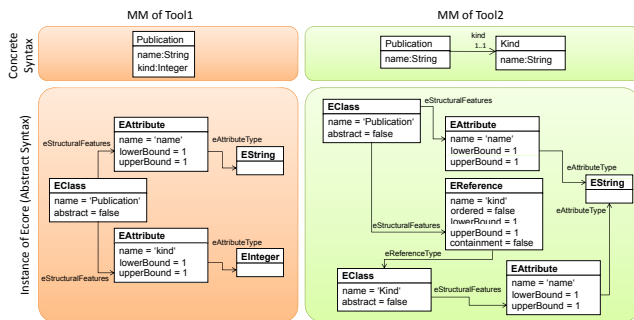 MM of Tool1
MM of Tool2
Concrete
Syntax
Publication
name:String
kind:Integer
Publication
name:String
kind
1..1
Kind
name:String
Instance of Ecore (Abstract Syntax)
EAttribute
name = 'name'
lowerBound = 1
upperBound = 1
eStructuralFeatures
eAttributeType
EString
EClass
name = 'Publication'
abstract = false
EAttribute
name = 'kind'
lowerBound = 1
upperBound = 1
eStructuralFeatures
eAttributeType
EInteger
EClass
name = 'Publication'
abstract = false
eStructuralFeatures
EAttribute
name = 'name'
lowerBound = 1
upperBound = 1
eAttributeType
EString
EReference
name = 'kind'
ordered = false
lowerBound = 1
upperBound = 1
containment = false
eStructuralFeatures
eAttributeType
eReferenceType
EClass
name = 'Kind'
abstract = false
eStructuralFeatures
EAttribute
name = 'name'
lowerBound = 1
upperBound = 1